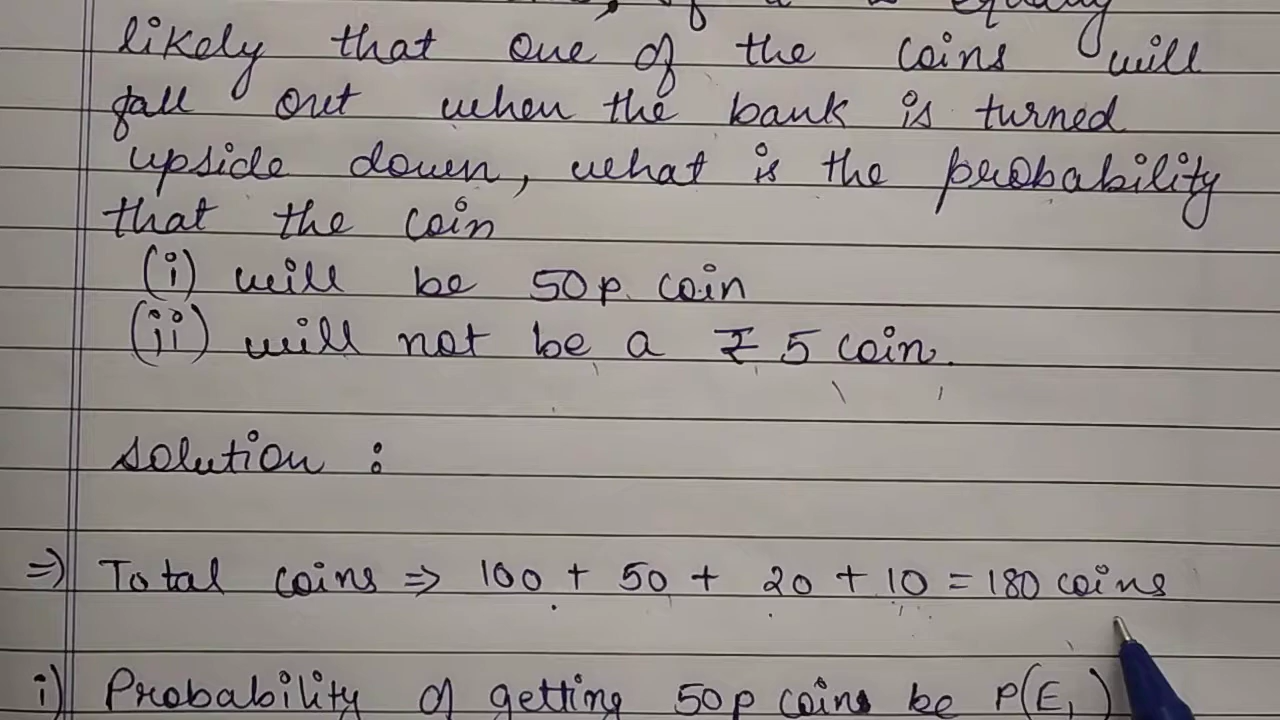 equally
likely that one of the coins will
fall out when the bank is turned
upside down, what is the probability
that the coin
(i) will be 50p. coin
(ii) will not be a ₹ 5 coin.
Solution :
⇒ Total coins ⇒ 100 + 50 + 20 + 10 = 180 coins
i) Probability of getting 50p coins be P(E₁)